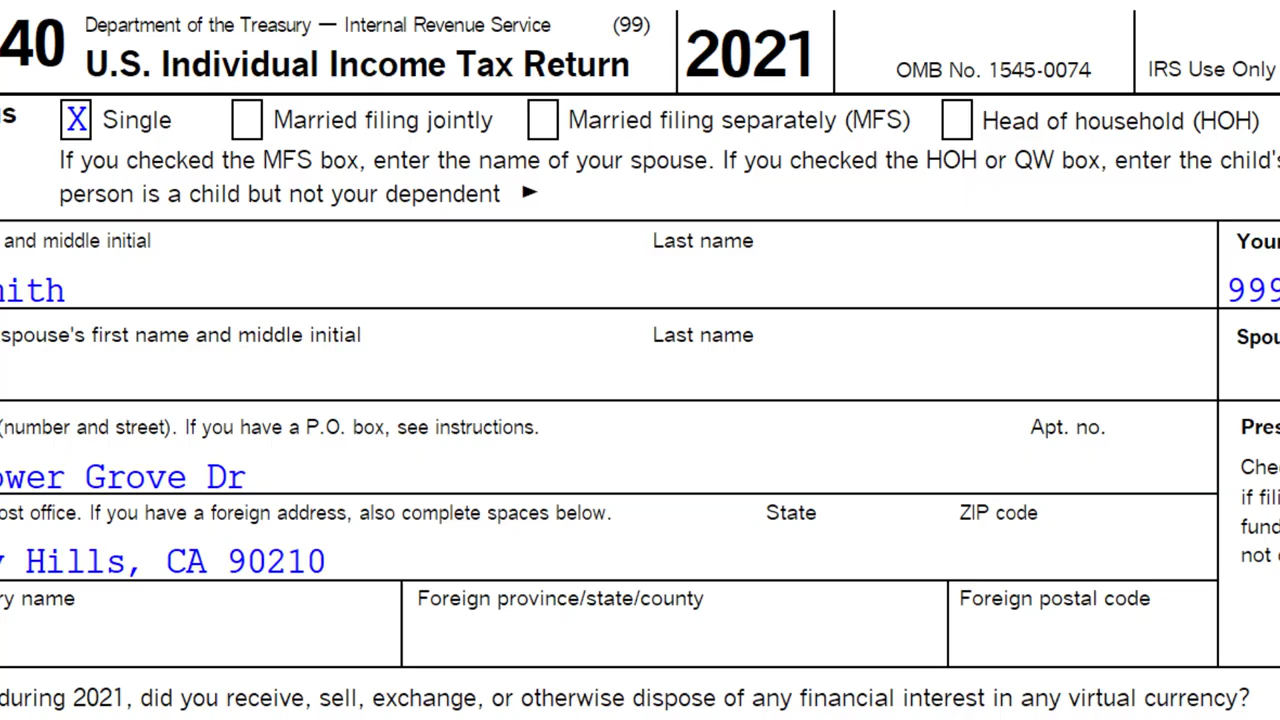 40 Department of the Treasury — Internal Revenue Service (99)
U.S. Individual Income Tax Return 2021 OMB No. 1545-0074 IRS Use Only
X Single Married filing jointly Married filing separately (MFS) Head of household (HOH)
If you checked the MFS box, enter the name of your spouse. If you checked the HOH or QW box, enter the child's
person is a child but not your dependent ►
and middle initial Last name
999
spouse's first name and middle initial Last name
(number and street). If you have a P.O. box, see instructions. Apt. no.
Grove Dr
office. If you have a foreign address, also complete spaces below. State ZIP code
if
not
Hills, CA 90210
name Foreign province/state/county Foreign postal code
during 2021, did you receive, sell, exchange, or otherwise dispose of any financial interest in any virtual currency?